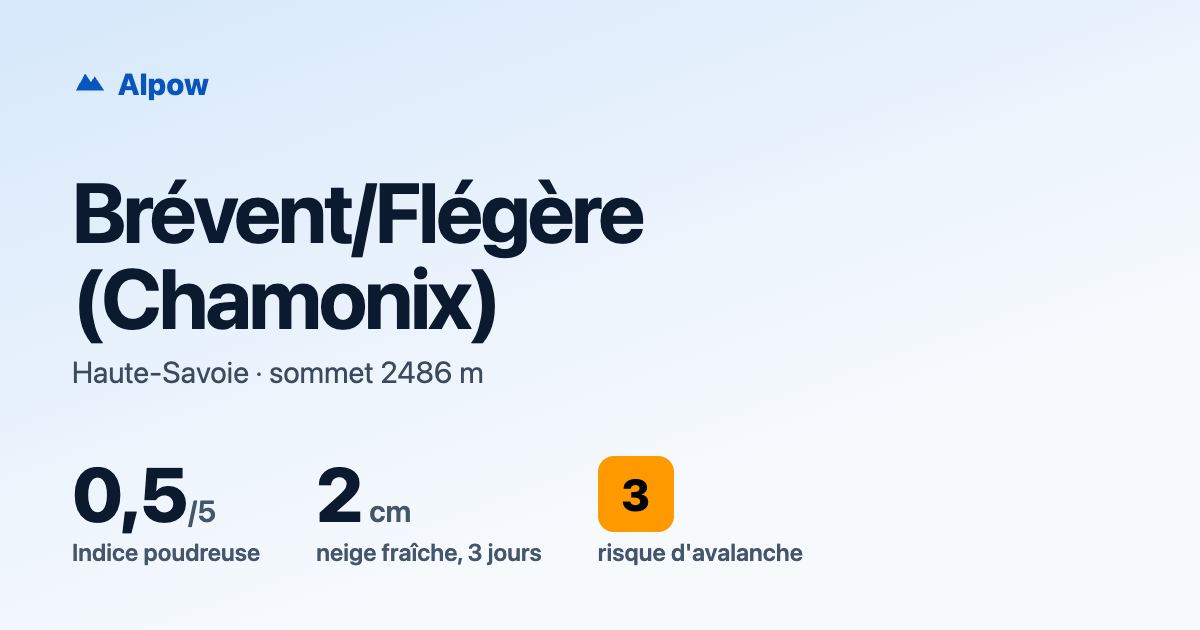 Alpow
Brévent/Flégère
(Chamonix)
Haute-Savoie · sommet 2486 m
0,5/5
2 cm
3
Indice poudreuse
neige fraîche, 3 jours
risque d'avalanche